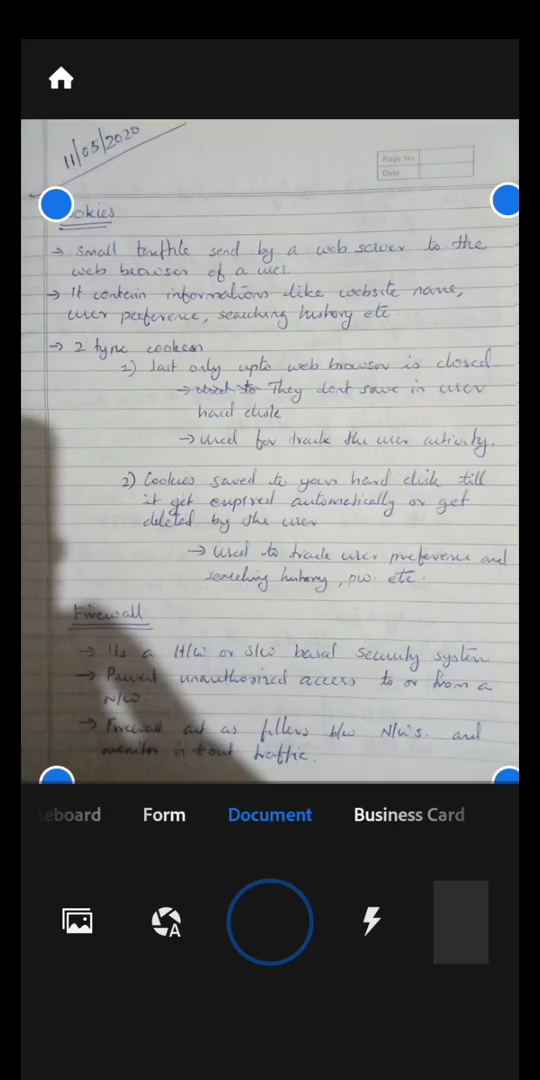 11/05/2020
Page No
Date
okies
→ small textfile send by a web server to the
web browser of a user
→ It contain informations like website name,
user preference, searching history etc...
→ 2 type cookies
1) last only upto web browser is closed
→ They dont save in user
hard disk
→ Used for track the user activity.
2) Cookies saved to your hard disk till
it get expired automatically or get
deleted by the user
→ Used to track user preference and
searching history, pw. etc.
Firewall
→ Its a H/W or S/W based security system
→ Prevent unauthorized access to or from a
N/W.
→ Firewall act as filters b/w N/W's. and
monitor in & out traffic.
teboard
Form
Document
Business Card
A